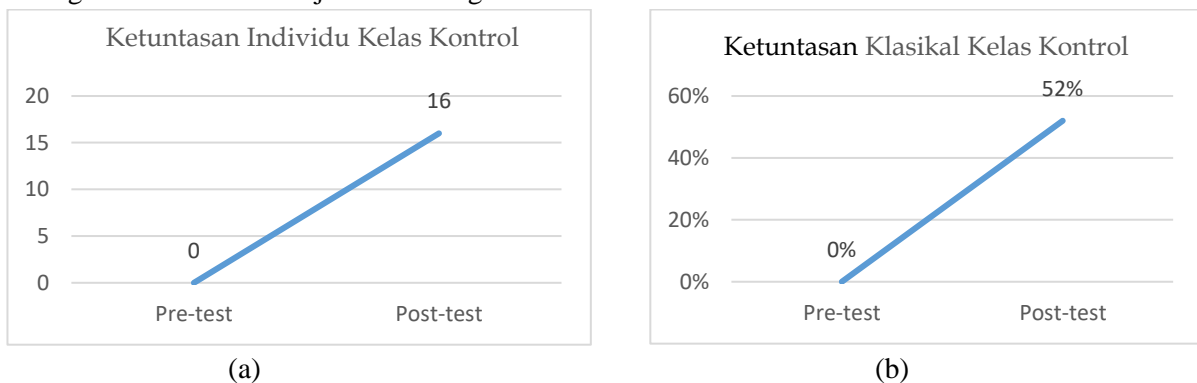 Ketuntasan Individu Kelas Kontrol
20
15
10
5
0
0
16
Pre-test Post-test
(a)
Ketuntasan Klasikal Kelas Kontrol
60%
40%
20%
0%
0%
52%
Pre-test Post-test
(b)